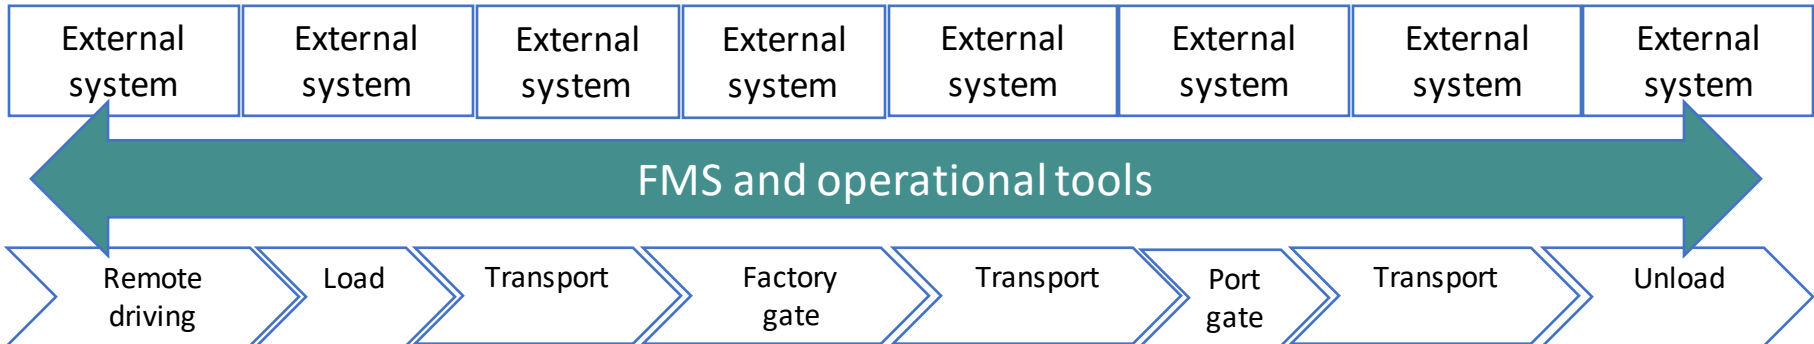 External External External External External External External External
system system system system system system system system
FMS and operational tools
Remote Load Transport Factory Transport Port Transport Unload
driving gate gate